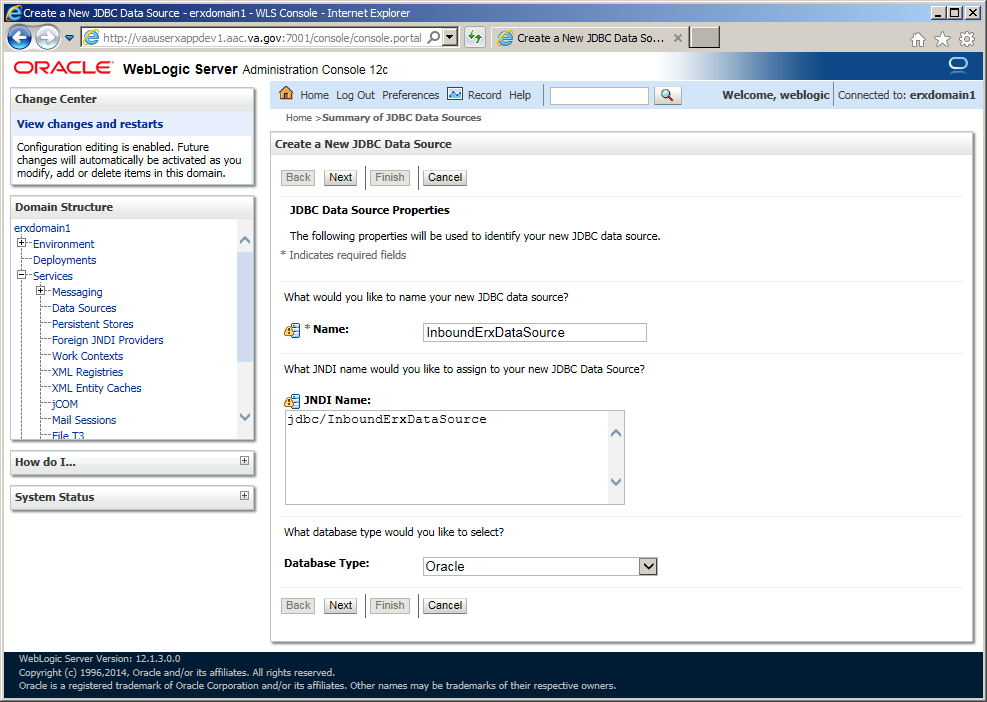 Create a New JDBC Data Source - erxdomain1 - WLS Console - Internet Explorer
http://vaauserxappdev1.aac.va.gov:7001/console/console.portal
Create a New JDBC Data So...
ORACLE WebLogic Server Administration Console 12c
Change Center
View changes and restarts
Configuration editing is enabled. Future
changes will automatically be activated as you
modify, add or delete items in this domain.
Domain Structure
erxdomain1
Environment
Deployments
Services
Messaging
Data Sources
Persistent Stores
Foreign JNDI Providers
Work Contexts
XML Registries
XML Entity Caches
jCOM
Mail Sessions
File T3
How do I...
System Status
Home Log Out Preferences Record Help
Welcome, weblogic Connected to: erxdomain1
Home >Summary of JDBC Data Sources
Create a New JDBC Data Source
Back Next Finish Cancel
JDBC Data Source Properties
The following properties will be used to identify your new JDBC data source.
* Indicates required fields
What would you like to name your new JDBC data source?
* Name: InboundErxDataSource
What JNDI name would you like to assign to your new JDBC Data Source?
JNDI Name:
jdbc/InboundErxDataSource
What database type would you like to select?
Database Type: Oracle
Back Next Finish Cancel
WebLogic Server Version: 12.1.3.0.0
Copyright (c) 1996,2014, Oracle and/or its affiliates. All rights reserved.
Oracle is a registered trademark of Oracle Corporation and/or its affiliates. Other names may be trademarks of their respective owners.